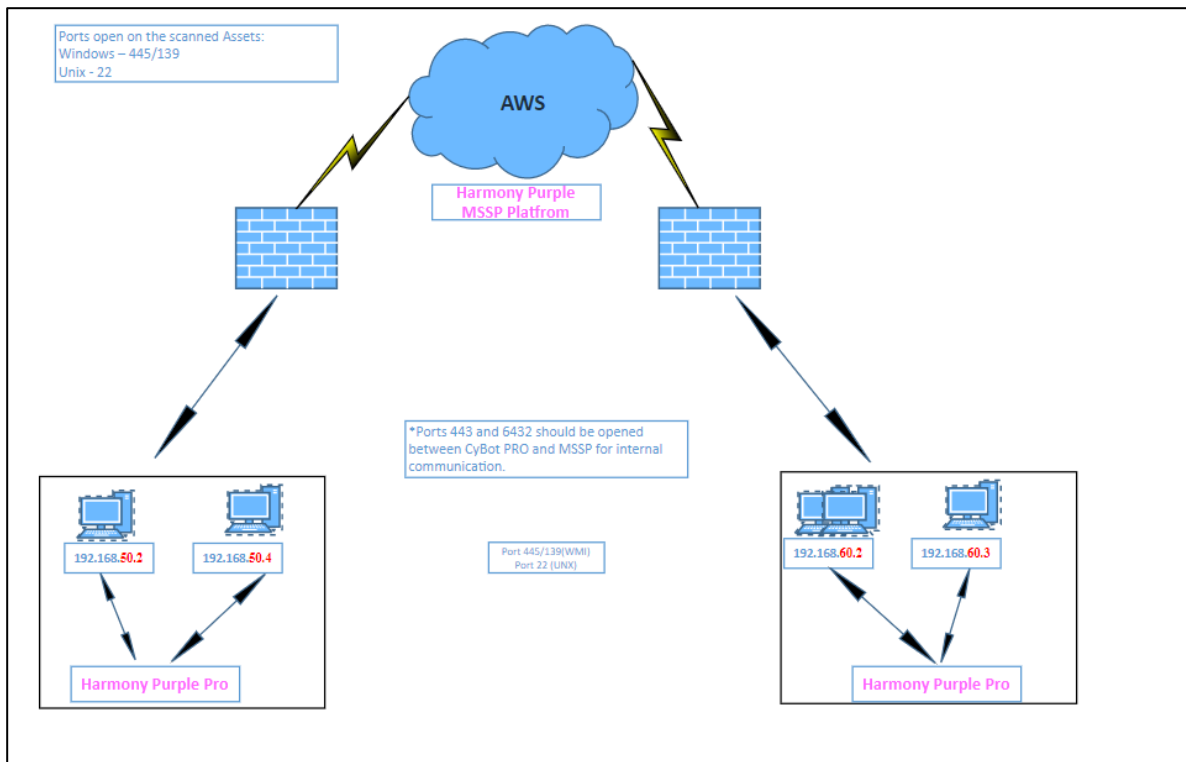 Ports open on the scanned Assets:
Windows – 445/139
Unix - 22
AWS
Harmony Purple
MSSP Platfrom
*Ports 443 and 6432 should be opened
between CyBot PRO and MSSP for internal
communication.
192.168.50.2
192.168.50.4
Port 445/139(WMI)
Port 22 (UNX)
192.168.60.2
192.168.60.3
Harmony Purple Pro
Harmony Purple Pro